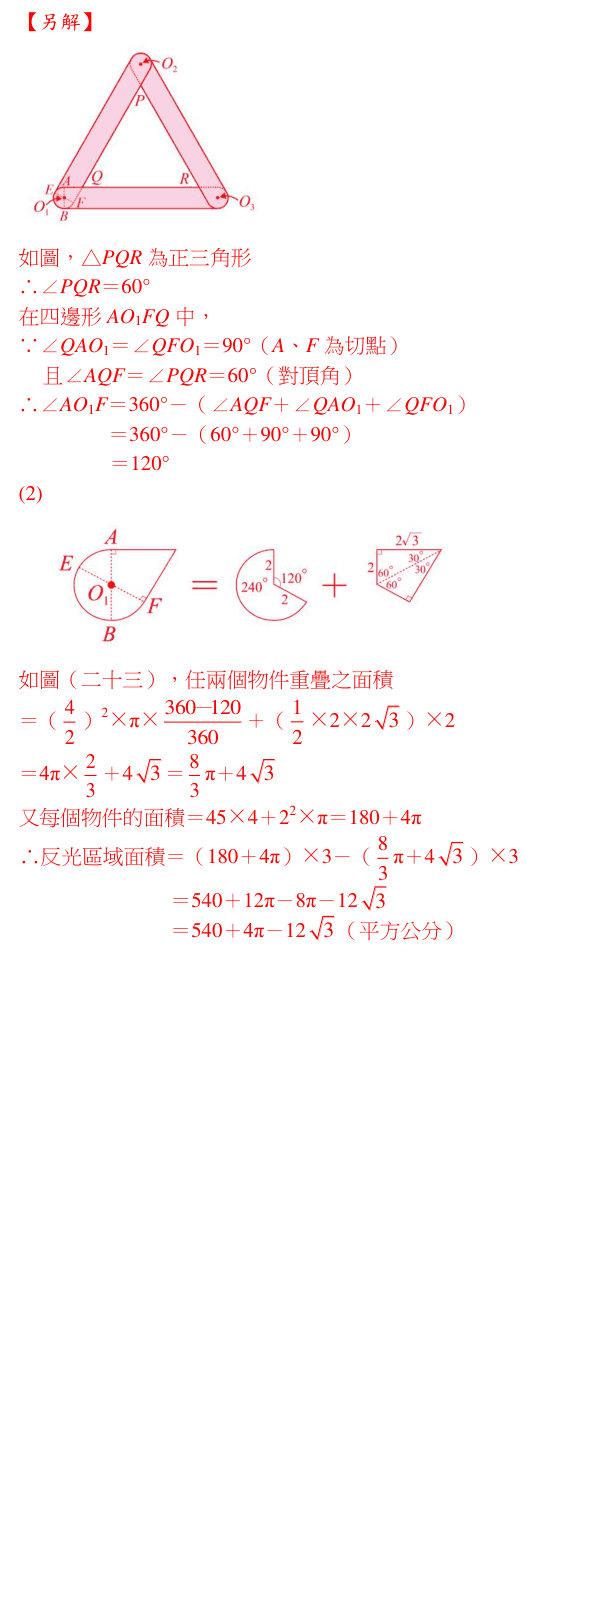 【另解】
O₂
P
E A Q R
O₁ F O₃
B
如圖，△PQR 為正三角形
∴∠PQR＝60°
在四邊形 AO₁FQ 中，
∵∠QAO₁＝∠QFO₁＝90°（A、F 為切點）
且∠AQF＝∠PQR＝60°（對頂角）
∴∠AO₁F＝360°－（∠AQF＋∠QAO₁＋∠QFO₁）
＝360°－（60°＋90°＋90°）
＝120°
(2)
A 2√3
E 2 120° 2 30°
O₁ ＝ 240° ＋ 60° 30°
F 2 60°
B
如圖（二十三），任兩個物件重疊之面積
＝（4/2）²×π×(360−120)/360＋（1/2×2×2√3）×2
＝4π×2/3＋4√3＝8/3π＋4√3
又每個物件的面積＝45×4＋2²×π＝180＋4π
∴反光區域面積＝（180＋4π）×3－（8/3π＋4√3）×3
＝540＋12π－8π－12√3
＝540＋4π－12√3（平方公分）